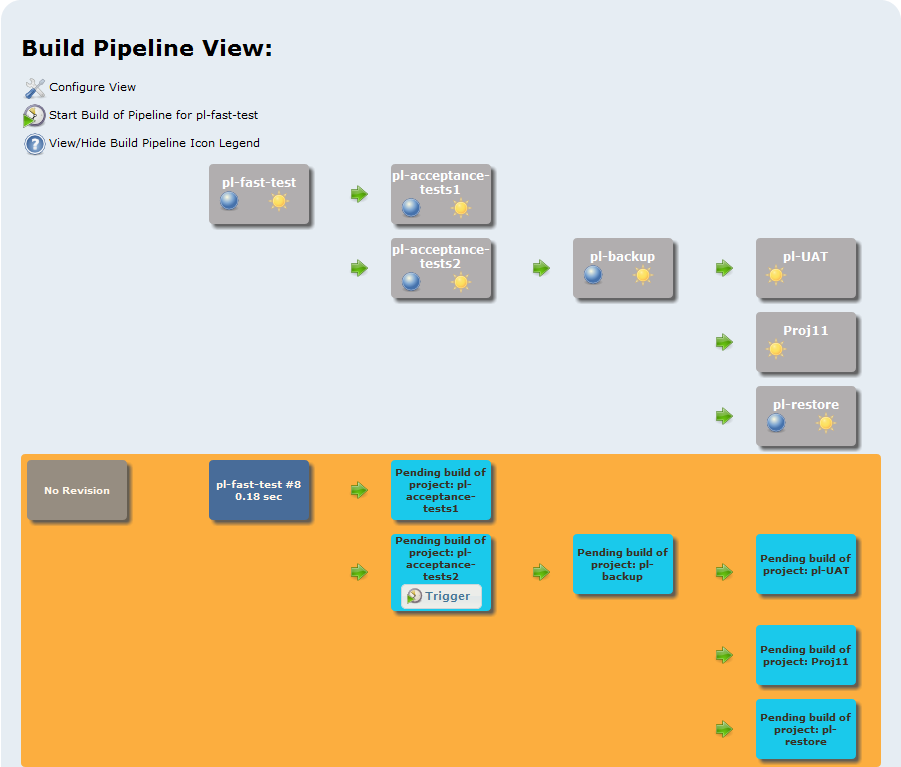 Build Pipeline View:
Configure View
Start Build of Pipeline for pl-fast-test
View/Hide Build Pipeline Icon Legend
pl-fast-test
pl-acceptance-
tests1
pl-acceptance-
tests2
pl-backup
pl-UAT
Proj11
pl-restore
No Revision
pl-fast-test #8
0.18 sec
Pending build of
project: pl-
acceptance-
tests1
Pending build of
project: pl-
acceptance-
tests2
Trigger
Pending build of
project: pl-
backup
Pending build of
project: pl-UAT
Pending build of
project: Proj11
Pending build of
project: pl-
restore